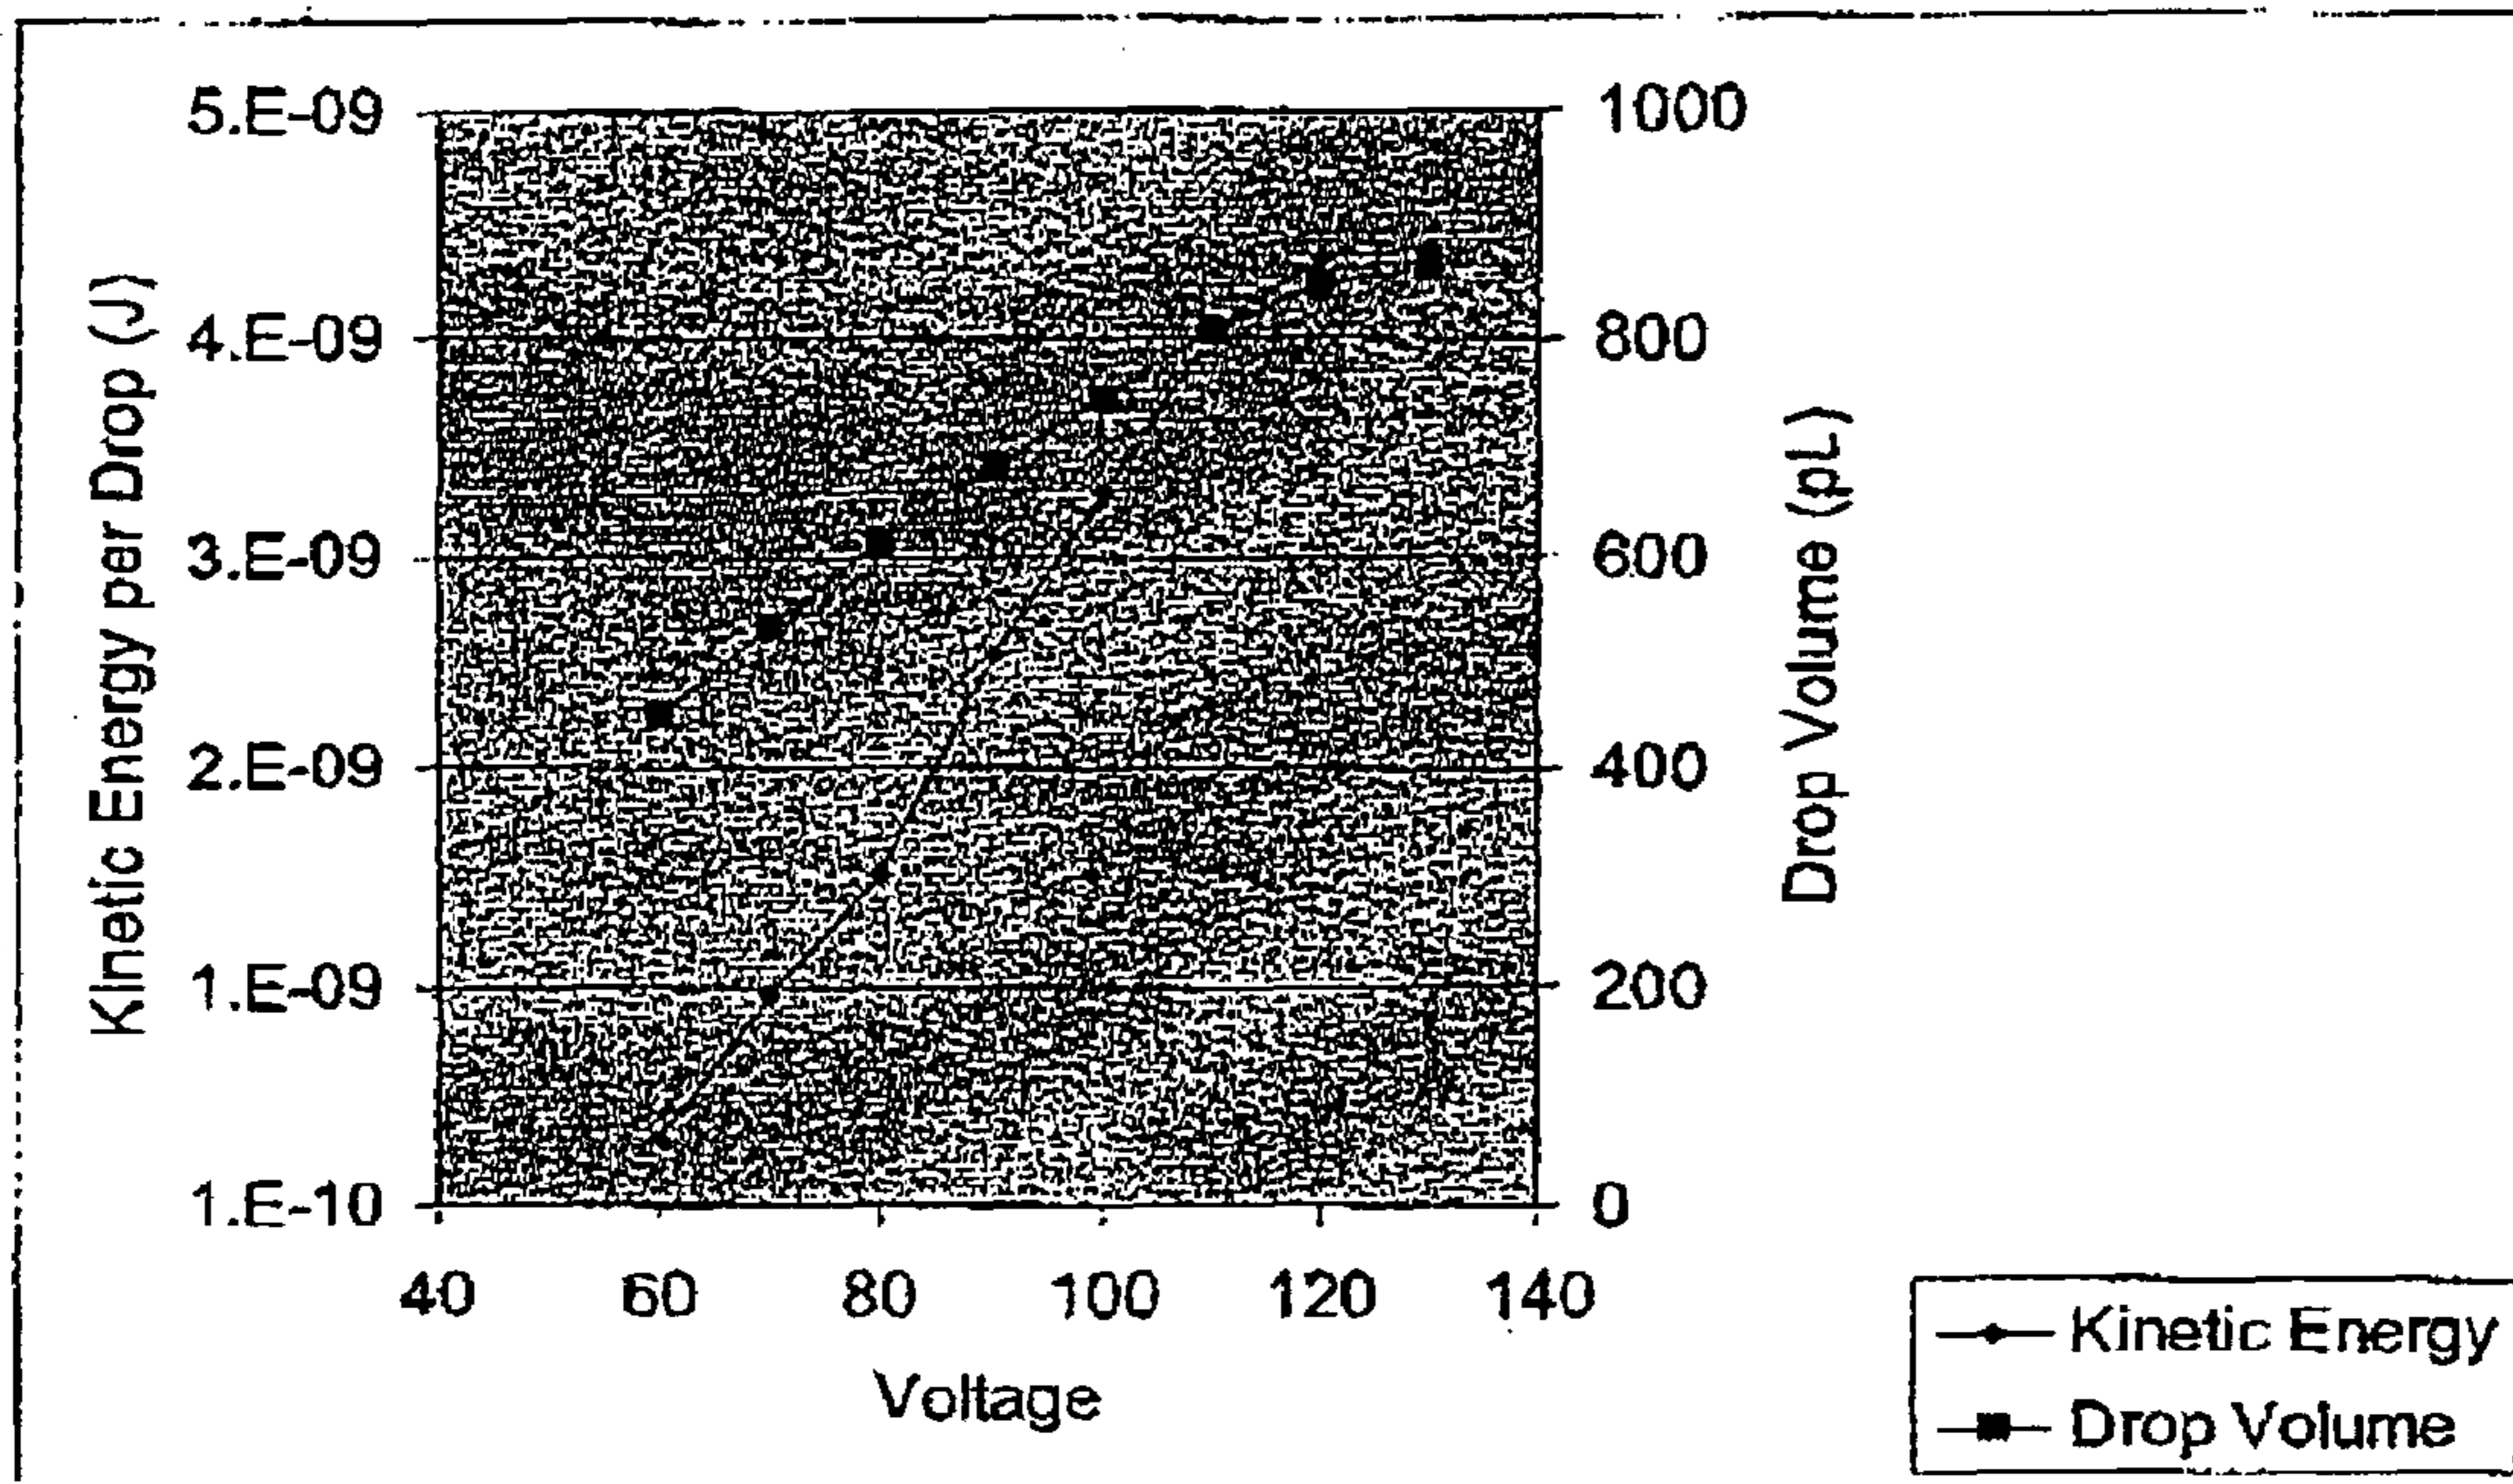 5.E-09
4.E-09
3.E-09
2.E-09
1.E-09
1.E-10
Kinetic Energy per Drop (J)
1000
800
600
400
200
0
Drop Volume (pL)
40 60 80 100 120 140
Voltage
Kinetic Energy
Drop Volume